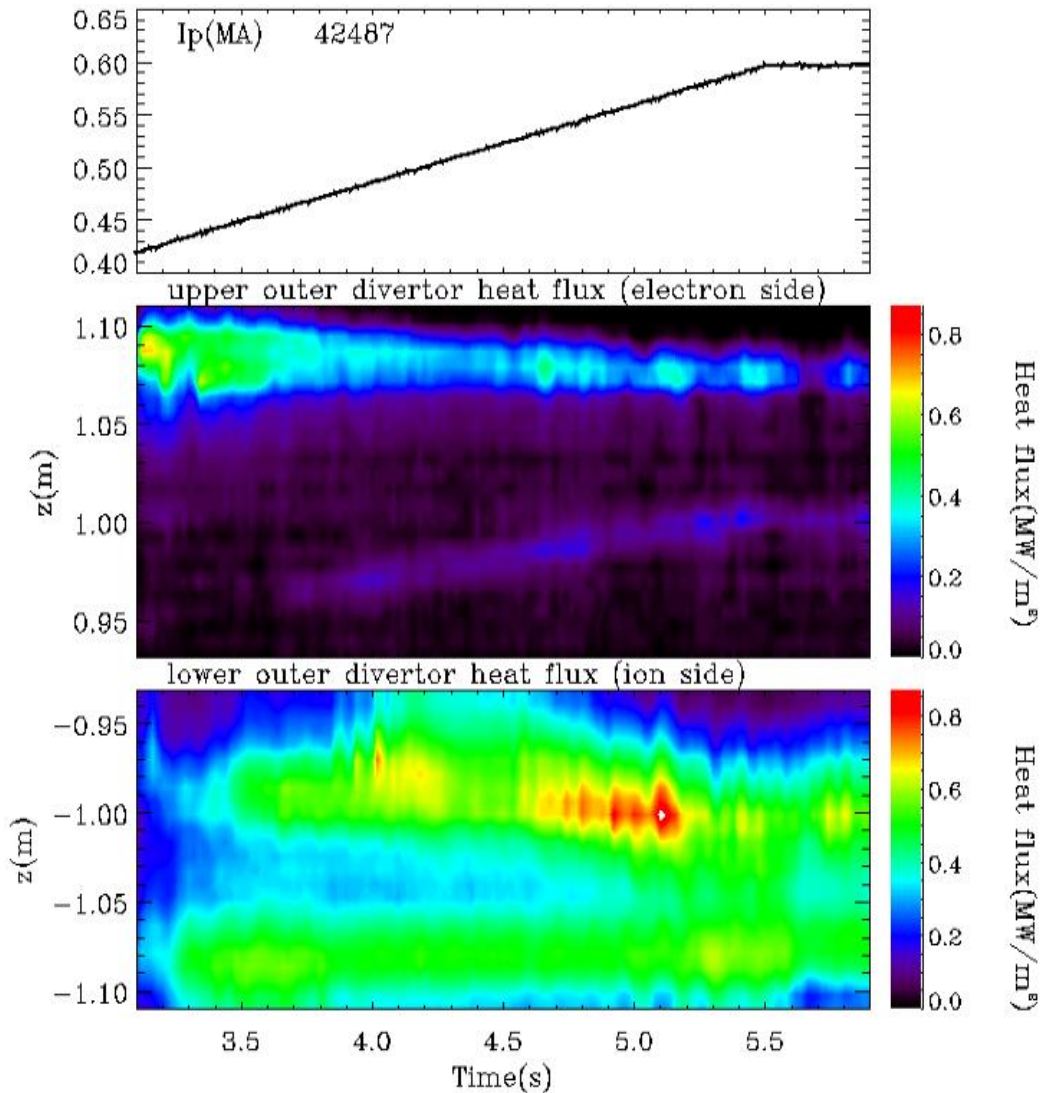 Ip(MA) 42487
0.65
0.60
0.55
0.50
0.45
0.40
upper outer divertor heat flux (electron side)
z(m)
1.10
1.05
1.00
0.95
0.8
0.6
0.4
0.2
0.0
Heat flux(MW/m²)
lower outer divertor heat flux (ion side)
z(m)
-0.95
-1.00
-1.05
-1.10
0.8
0.6
0.4
0.2
0.0
Heat flux(MW/m²)
3.5 4.0 4.5 5.0 5.5
Time(s)